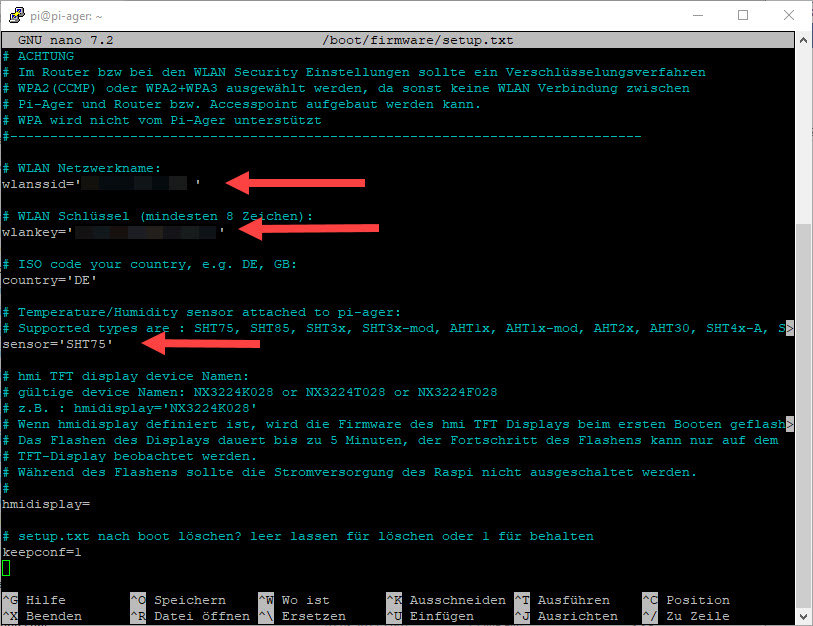 pi@pi-ager: ~
GNU nano 7.2 /boot/firmware/setup.txt
# ACHTUNG
# Im Router bzw bei den WLAN Security Einstellungen sollte ein Verschlüsselungsverfahren
# WPA2(CCMP) oder WPA2+WPA3 ausgewählt werden, da sonst keine WLAN Verbindung zwischen
# Pi-Ager und Router bzw. Accesspoint aufgebaut werden kann.
# WPA wird nicht vom Pi-Ager unterstützt
#------------------------------------------------------------------------------
# WLAN Netzwerkname:
wlanssid=' '
# WLAN Schlüssel (mindesten 8 Zeichen):
wlankey=' '
# ISO code your country, e.g. DE, GB:
country='DE'
# Temperature/Humidity sensor attached to pi-ager:
# Supported types are : SHT75, SHT85, SHT3x, SHT3x-mod, AHT1x, AHT1x-mod, AHT2x, AHT30, SHT4x-A, S>
sensor='SHT75'
# hmi TFT display device Namen:
# gültige device Namen: NX3224K028 or NX3224T028 or NX3224F028
# z.B. : hmidisplay='NX3224K028'
# Wenn hmidisplay definiert ist, wird die Firmware des hmi TFT Displays beim ersten Booten geflash>
# Das Flashen des Displays dauert bis zu 5 Minuten, der Fortschritt des Flashens kann nur auf dem
# TFT-Display beobachtet werden.
# Während des Flashens sollte die Stromversorgung des Raspi nicht ausgeschaltet werden.
#
hmidisplay=
# setup.txt nach boot löschen? leer lassen für löschen oder 1 für behalten
keepconf=1
^G Hilfe ^O Speichern ^W Wo ist ^K Ausschneiden ^T Ausführen ^C Position
^X Beenden ^R Datei öffnen ^\ Ersetzen ^U Einfügen ^J Ausrichten ^/ Zu Zeile